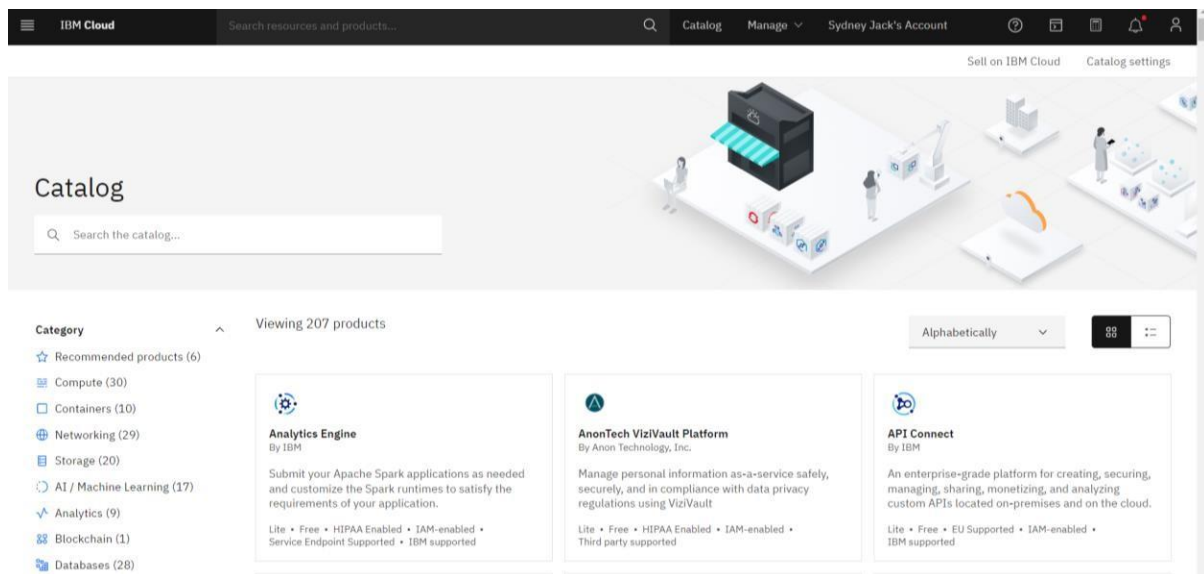 IBM Cloud
Search resources and products...
Catalog
Manage
Sydney Jack's Account
Sell on IBM Cloud
Catalog settings
Catalog
Search the catalog...
Category
Recommended products (6)
Compute (30)
Containers (10)
Networking (29)
Storage (20)
AI / Machine Learning (17)
Analytics (9)
Blockchain (1)
Databases (28)
Viewing 207 products
Alphabetically
Analytics Engine
By IBM
Submit your Apache Spark applications as needed
and customize the Spark runtimes to satisfy the
requirements of your application.
Lite • Free • HIPAA Enabled • IAM-enabled •
Service Endpoint Supported • IBM supported
AnonTech ViziVault Platform
By Anon Technology, Inc.
Manage personal information as-a-service safely,
securely, and in compliance with data privacy
regulations using ViziVault
Lite • Free • HIPAA Enabled • IAM-enabled •
Third party supported
API Connect
By IBM
An enterprise-grade platform for creating, securing,
managing, sharing, monetizing, and analyzing
custom APIs located on-premises and on the cloud.
Lite • Free • EU Supported • IAM-enabled •
IBM supported